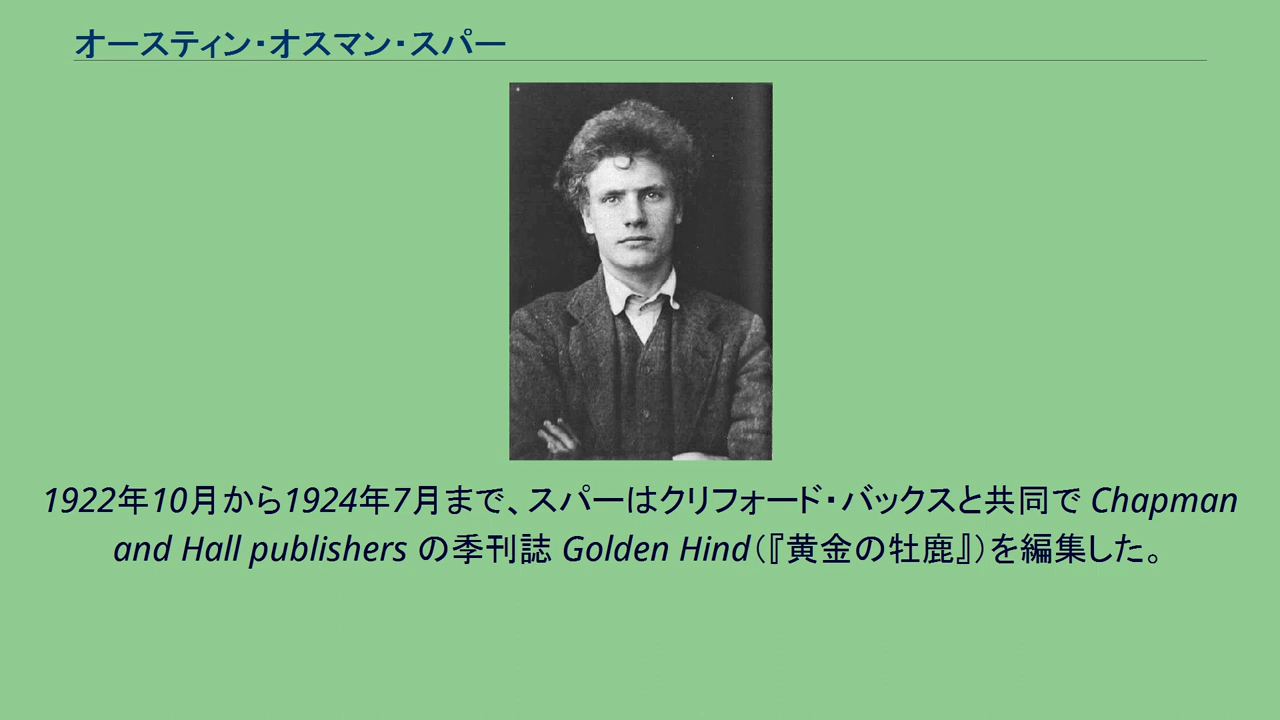 オースティン・オスマン・スパー
1922年10月から1924年7月まで、スパーはクリフォード・バックスと共同で Chapman
and Hall publishers の季刊誌 Golden Hind（『黄金の牡鹿』）を編集した。